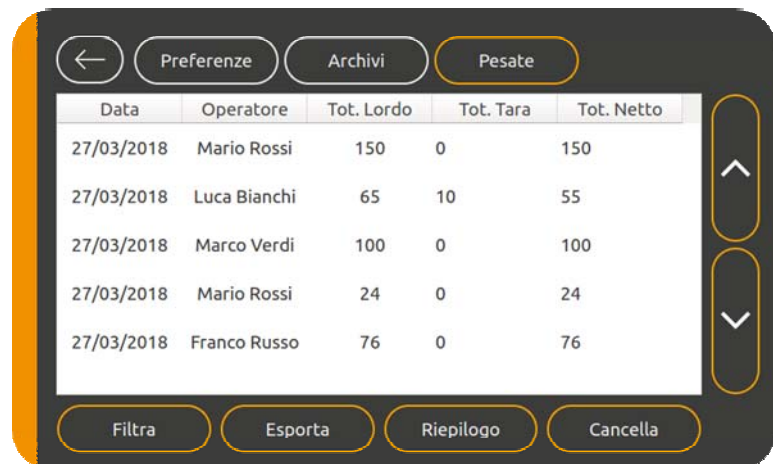 Preferenze Archivi Pesate
Data Operatore Tot. Lordo Tot. Tara Tot. Netto
27/03/2018 Mario Rossi 150 0 150
27/03/2018 Luca Bianchi 65 10 55
27/03/2018 Marco Verdi 100 0 100
27/03/2018 Mario Rossi 24 0 24
27/03/2018 Franco Russo 76 0 76
Filtra Esporta Riepilogo Cancella